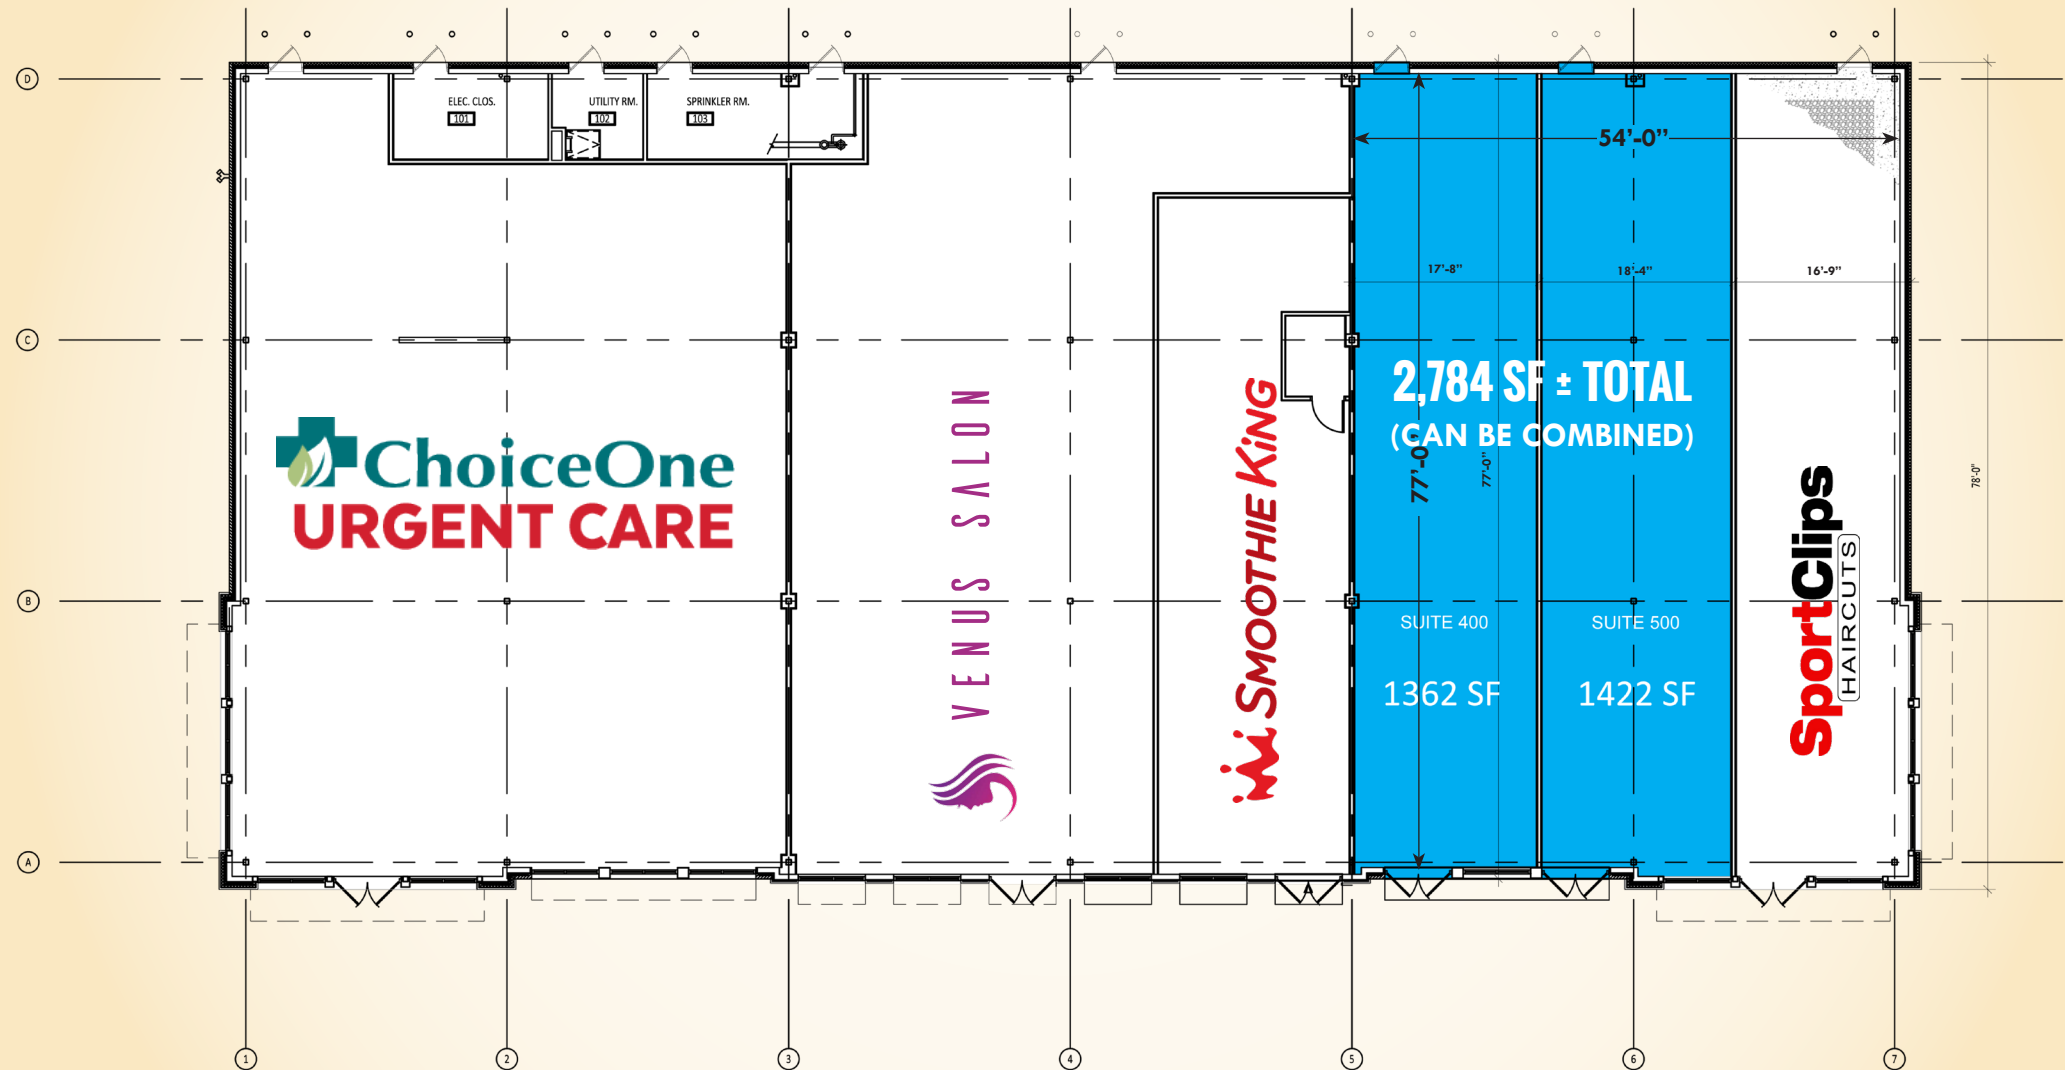 D
ELEC. CLOS.
101
UTILITY RM.
102
SPRINKLER RM.
103
54'-0"
17'-8"
18'-4"
16'-9"
C
2,784 SF ± TOTAL
(CAN BE COMBINED)
77'-0"
77'-0"
78'-0"
ChoiceOne
URGENT CARE
VENUS SALON
SMOOTHIE KING
SportClips
HAIRCUTS
B
SUITE 400
SUITE 500
1362 SF
1422 SF
A
1
2
3
4
5
6
7